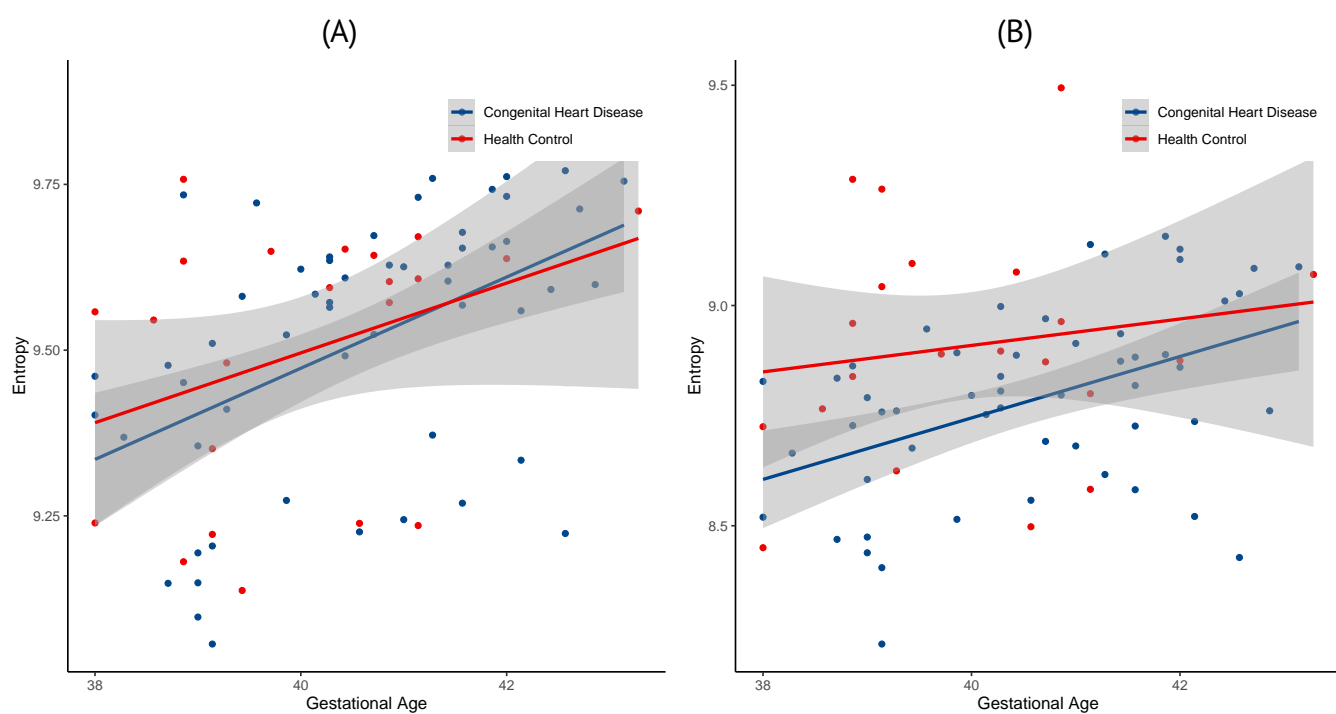 (A)
Congenital Heart Disease
Health Control
9.75
9.50
9.25
Entropy
38
40
42
Gestational Age
(B)
Congenital Heart Disease
Health Control
9.5
9.0
8.5
Entropy
38
40
42
Gestational Age